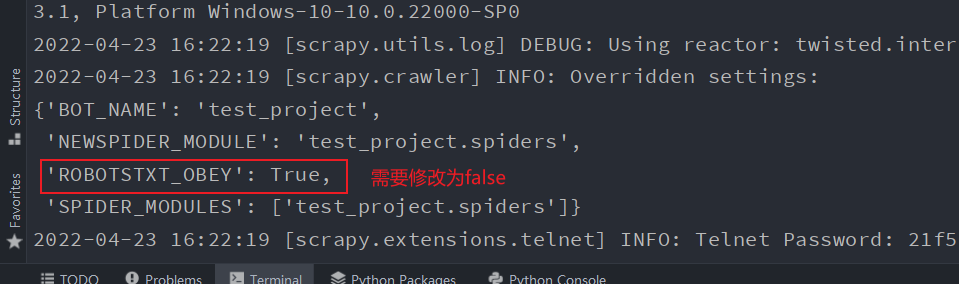 3.1, Platform Windows-10-10.0.22000-SP0
2022-04-23 16:22:19 [scrapy.utils.log] DEBUG: Using reactor: twisted.inter
2022-04-23 16:22:19 [scrapy.crawler] INFO: Overridden settings:
{'BOT_NAME': 'test_project',
'NEWSPIDER_MODULE': 'test_project.spiders',
'ROBOTSTXT_OBEY': True, 需要修改为false
'SPIDER_MODULES': ['test_project.spiders']}
2022-04-23 16:22:19 [scrapy.extensions.telnet] INFO: Telnet Password: 21f5
Structure
Favorites
TODO Problems Terminal Python Packages Python Console